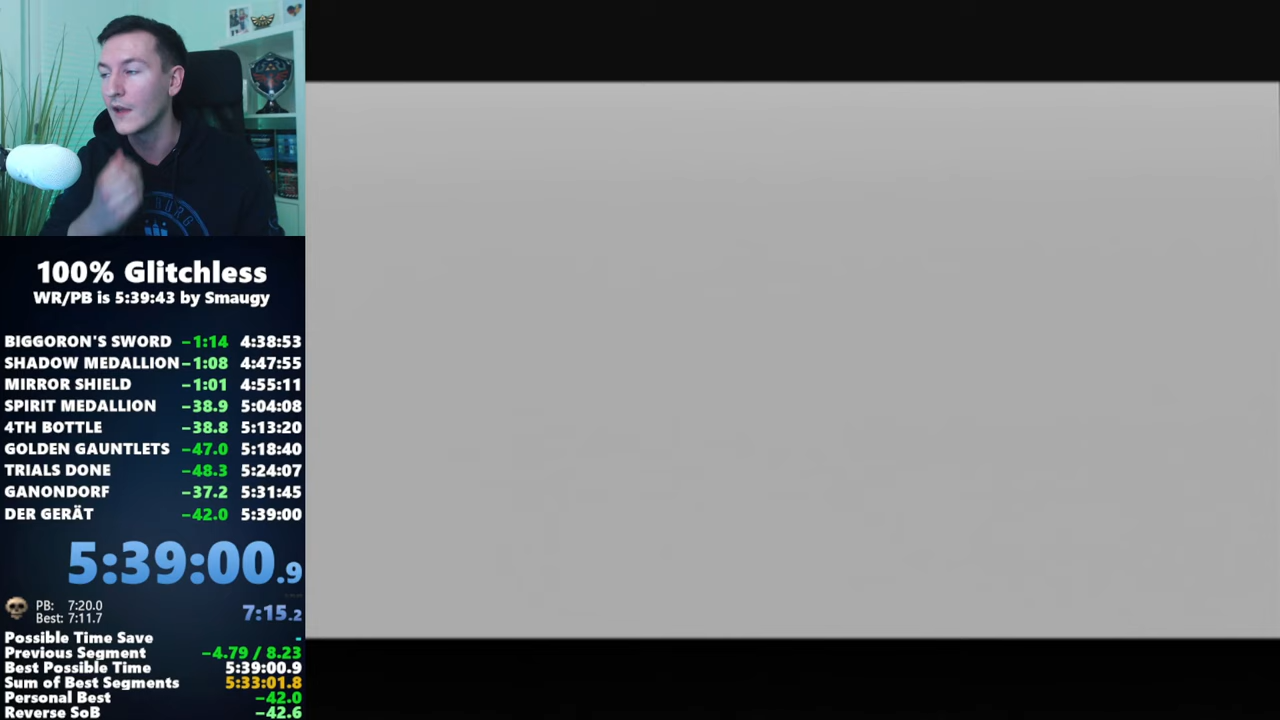 100% Glitchless
WR/PB is 5:39:43 by Smaugy
BIGGORON'S SWORD -1:14 4:38:53
SHADOW MEDALLION -1:08 4:47:55
MIRROR SHIELD -1:01 4:55:11
SPIRIT MEDALLION -38.9 5:04:08
4TH BOTTLE -38.8 5:13:20
GOLDEN GAUNTLETS -47.0 5:18:40
TRIALS DONE -48.3 5:24:07
GANONDORF -37.2 5:31:45
DER GERÄT -42.0 5:39:00
5:39:00.9
PB: 7:20.0
Best: 7:11.7
7:15.2
Possible Time Save -
Previous Segment -4.79 / 8.23
Best Possible Time 5:39:00.9
Sum of Best Segments 5:33:01.8
Personal Best -42.0
Reverse SoB -42.6